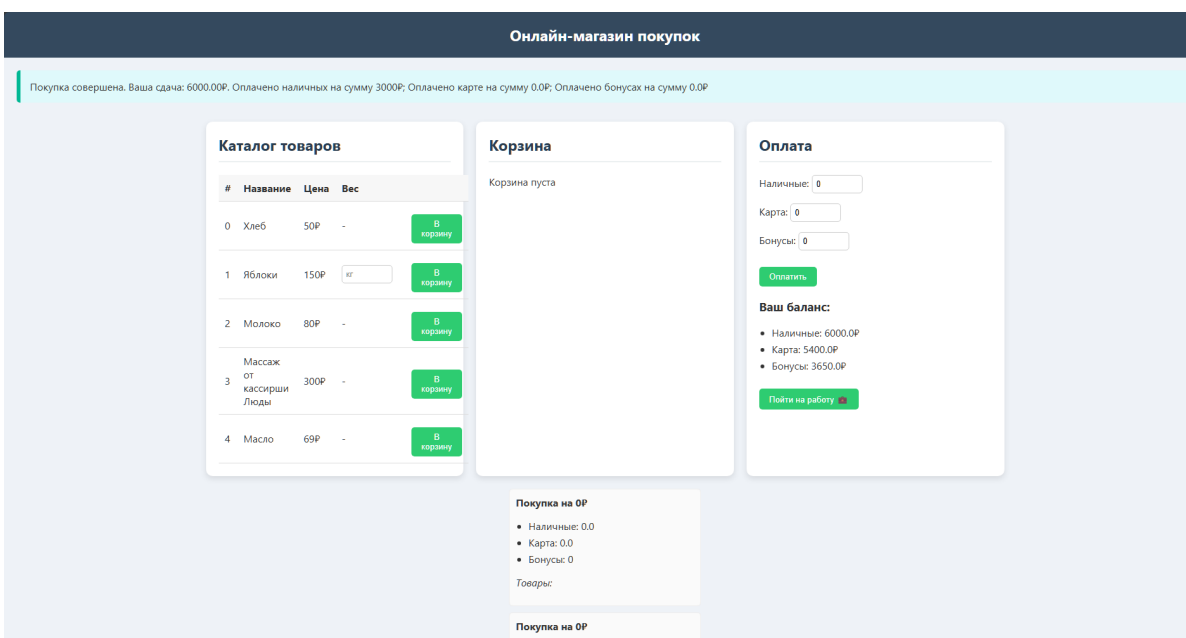 Онлайн-магазин покупок
Покупка совершена. Ваша сдача: 6000.00₽. Оплачено наличных на сумму 3000₽; Оплачено карте на сумму 0.0₽; Оплачено бонусах на сумму 0.0₽
Каталог товаров
# Название Цена Вес
0 Хлеб 50₽ - В
корзину
1 Яблоки 150₽ кг В
корзину
2 Молоко 80₽ - В
корзину
Массаж
от
3 кассирши 300₽ - В
корзину
Люды
4 Масло 69₽ - В
корзину
Корзина
Корзина пуста
Оплата
Наличные: 0
Карта: 0
Бонусы: 0
Оплатить
Ваш баланс:
• Наличные: 6000.0₽
• Карта: 5400.0₽
• Бонусы: 3650.0₽
Пойти на работу 💼
Покупка на 0₽
• Наличные: 0.0
• Карта: 0.0
• Бонусы: 0
Товары:
Покупка на 0₽